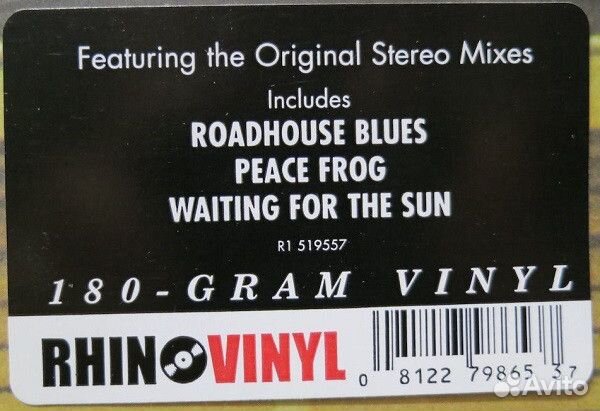 Featuring the Original Stereo Mixes
Includes
ROADHOUSE BLUES
PEACE FROG
WAITING FOR THE SUN
R1 519557
180-GRAM VINYL
RHINO VINYL
0 8122 79865 37
Avito